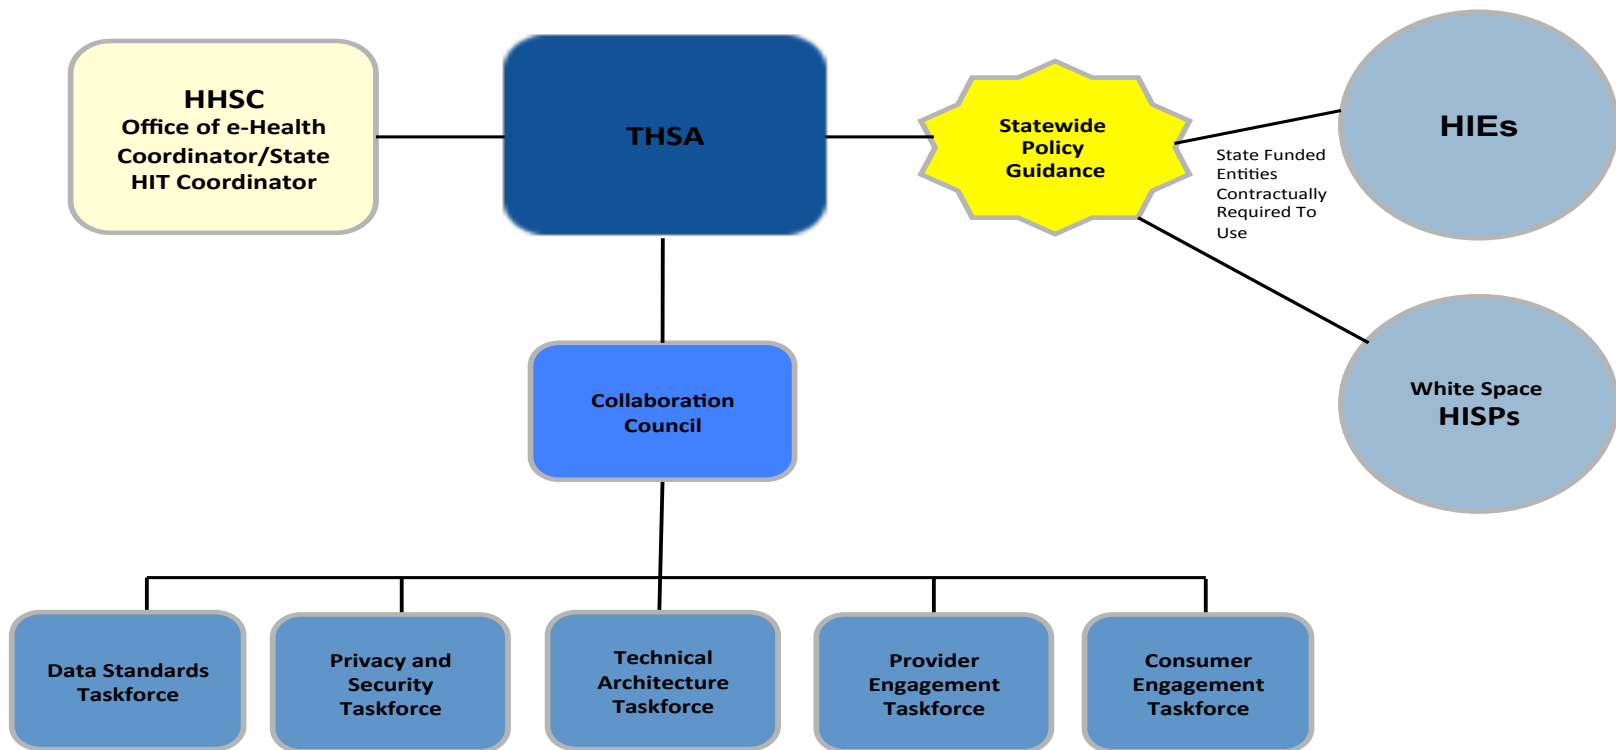 HHSC
Office of e-Health
Coordinator/State
HIT Coordinator
THSA
Statewide
Policy
Guidance
State Funded
Entities
Contractually
Required To
Use
HIEs
White Space
HISPs
Collaboration
Council
Data Standards
Taskforce
Privacy and
Security
Taskforce
Technical
Architecture
Taskforce
Provider
Engagement
Taskforce
Consumer
Engagement
Taskforce